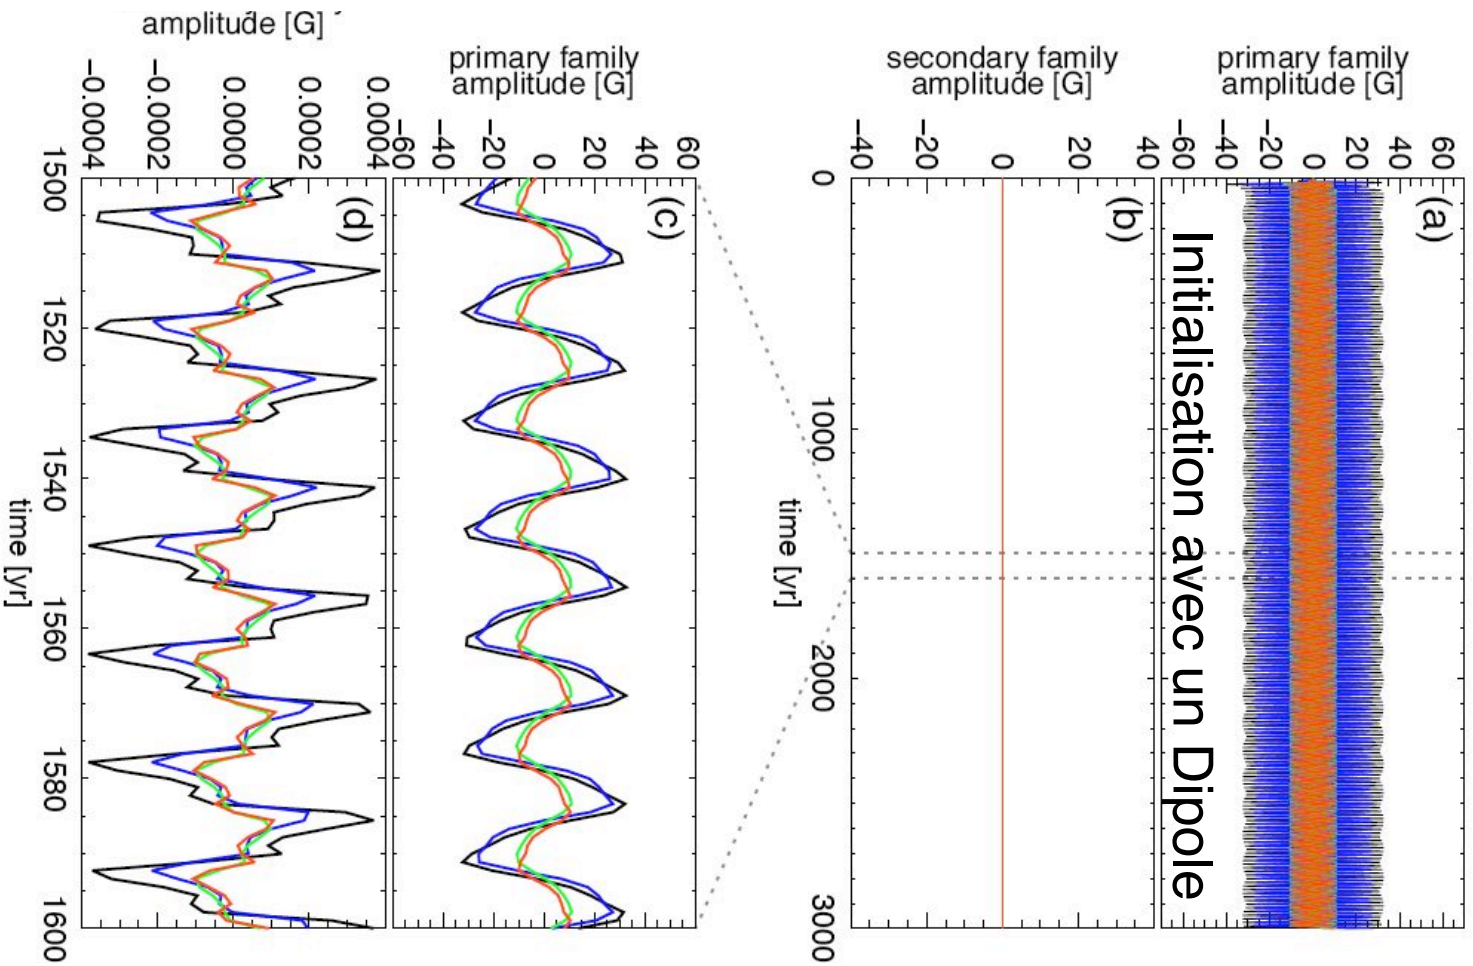 primary family
amplitude [G]
60
40
20
0
−20
−40
−60
(a)
Initialisation avec un Dipole
secondary family
amplitude [G]
40
20
0
−20
−40
(b)
0 1000 2000 3000
time [yr]
primary family
amplitude [G]
60
40
20
0
−20
−40
−60
(c)
amplitude [G]
0.0004
0.0002
0.0000
−0.0002
−0.0004
(d)
1500 1520 1540 1560 1580 1600
time [yr]